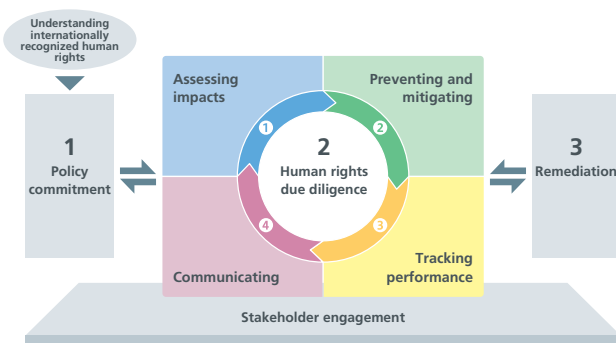 Understanding
internationally
recognized human
rights
1
Policy
commitment
Assessing
impacts
Preventing and
mitigating
1
2
2
Human rights
due diligence
4
3
Communicating
Tracking
performance
3
Remediation
Stakeholder engagement